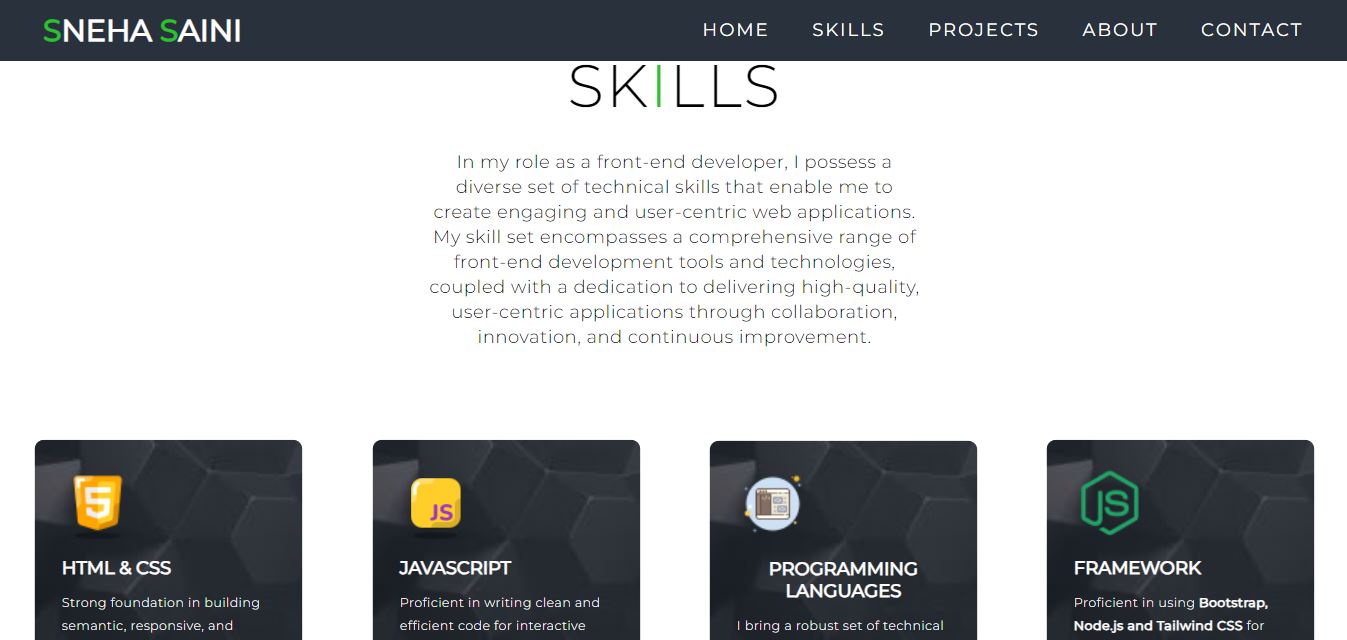 SNEHA SAINI HOME SKILLS PROJECTS ABOUT CONTACT
SKILLS
In my role as a front-end developer, I possess a
diverse set of technical skills that enable me to
create engaging and user-centric web applications.
My skill set encompasses a comprehensive range of
front-end development tools and technologies,
coupled with a dedication to delivering high-quality,
user-centric applications through collaboration,
innovation, and continuous improvement.
5
HTML & CSS
Strong foundation in building
semantic, responsive, and
JS
JAVASCRIPT
Proficient in writing clean and
efficient code for interactive
PROGRAMMING
LANGUAGES
I bring a robust set of technical
JS
FRAMEWORK
Proficient in using Bootstrap,
Node.js and Tailwind CSS for